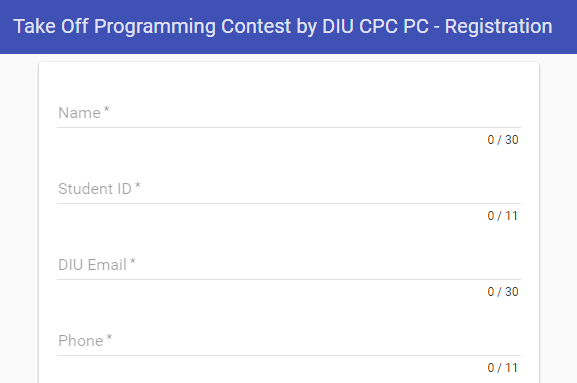 Take Off Programming Contest by DIU CPC PC - Registration
Name *
0 / 30
Student ID *
0 / 11
DIU Email *
0 / 30
Phone *
0 / 11